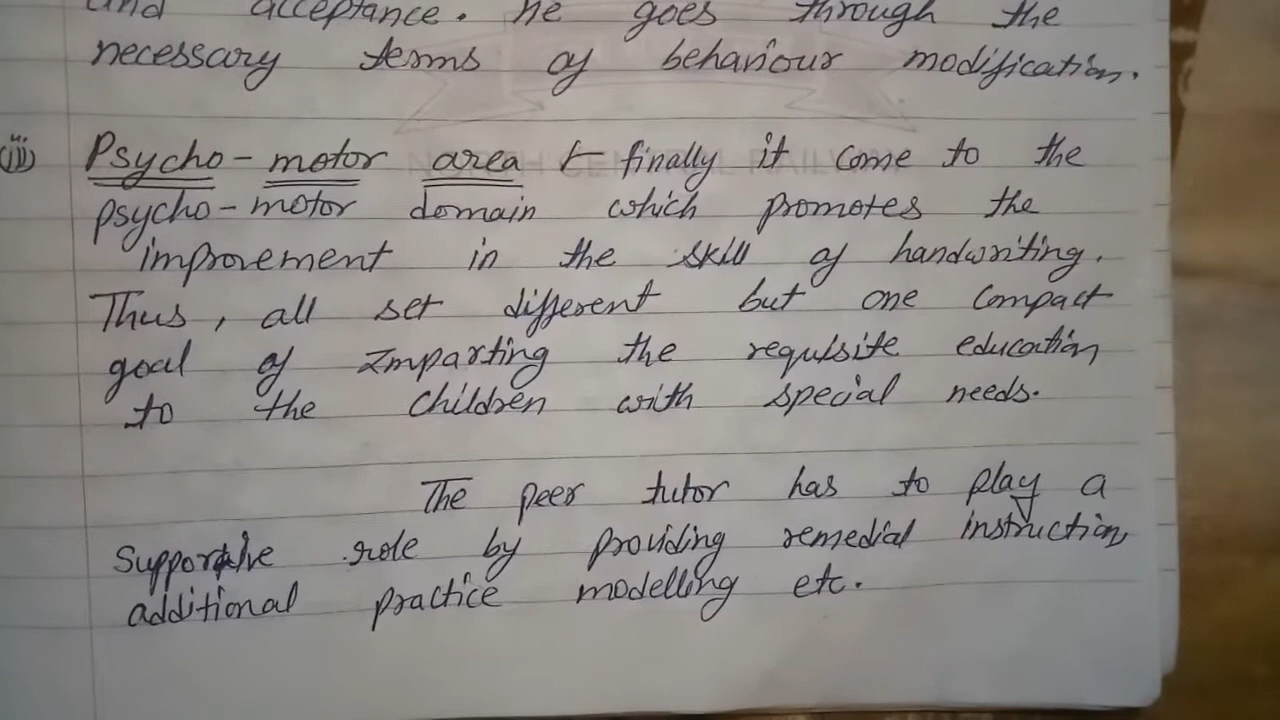 and acceptance. he goes through the
necessary terms of behaviour modification.
(iii) Psycho-motor area :- finally it come to the
psycho-motor domain which promotes the
improvement in the skill of handwriting.
Thus, all set different but one compact
goal of Imparting the requisite education
to the children with special needs.
The peer tutor has to play a
Supportive role by providing remedial instruction,
additional practice modelling etc.
NORTH CENTRAL RAILWAY